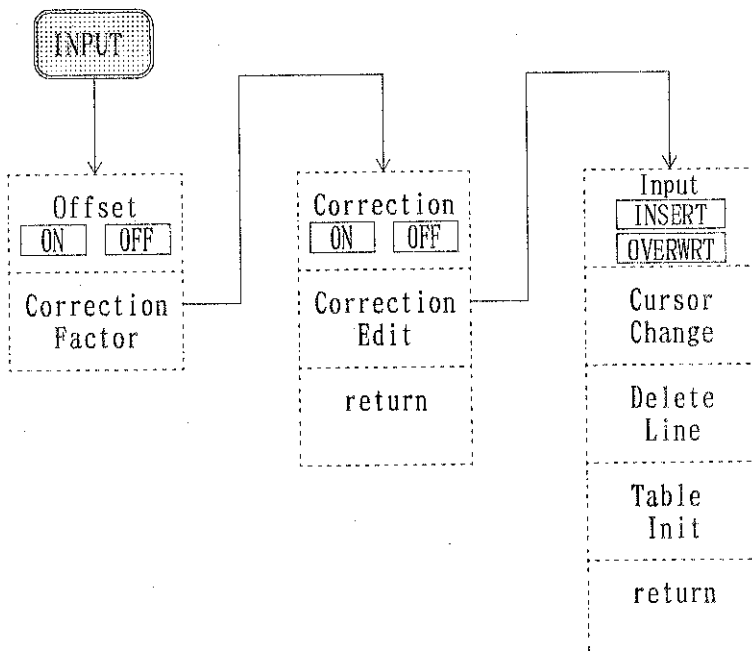 INPUT
Offset
ON OFF
Correction
Factor
Correction
ON OFF
Correction
Edit
return
Input
INSERT
OVERWRT
Cursor
Change
Delete
Line
Table
Init
return